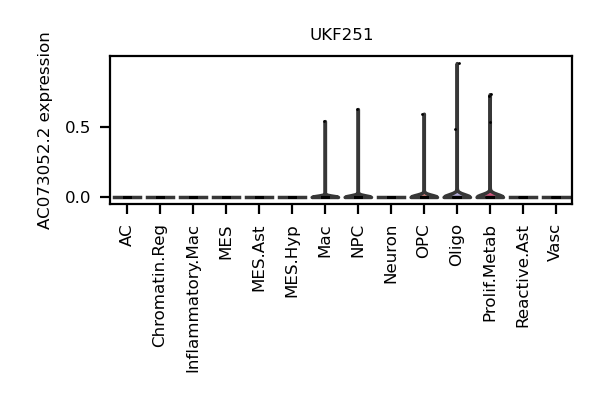 UKF251
AC073052.2 expression
0.5
0.0
AC
Chromatin.Reg
Inflammatory.Mac
MES
MES.Ast
MES.Hyp
Mac
NPC
Neuron
OPC
Oligo
Prolif.Metab
Reactive.Ast
Vasc